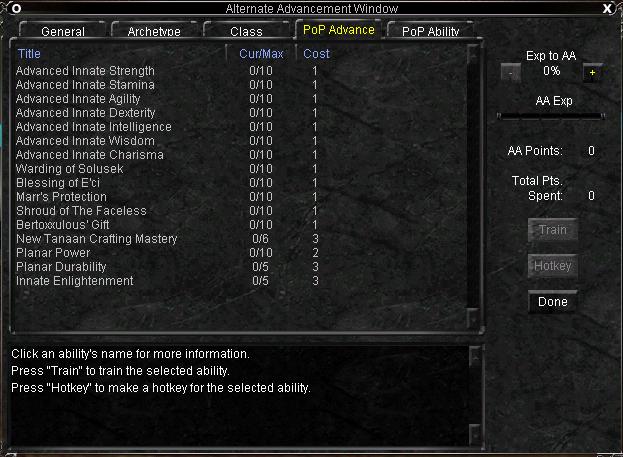 O Alternate Advancement Window X
General Archetype Class PoP Advance PoP Ability
Title Cur/Max Cost
Advanced Innate Strength 0/10 1
Advanced Innate Stamina 0/10 1
Advanced Innate Agility 0/10 1
Advanced Innate Dexterity 0/10 1
Advanced Innate Intelligence 0/10 1
Advanced Innate Wisdom 0/10 1
Advanced Innate Charisma 0/10 1
Warding of Solusek 0/10 1
Blessing of E'ci 0/10 1
Marr's Protection 0/10 1
Shroud of The Faceless 0/10 1
Bertoxxulous' Gift 0/10 1
New Tanaan Crafting Mastery 0/6 3
Planar Power 0/10 2
Planar Durability 0/5 3
Innate Enlightenment 0/5 3
Exp to AA
- 0% +
AA Exp
AA Points: 0
Total Pts.
Spent: 0
Train
Hotkey
Done
Click an ability's name for more information.
Press "Train" to train the selected ability.
Press "Hotkey" to make a hotkey for the selected ability.